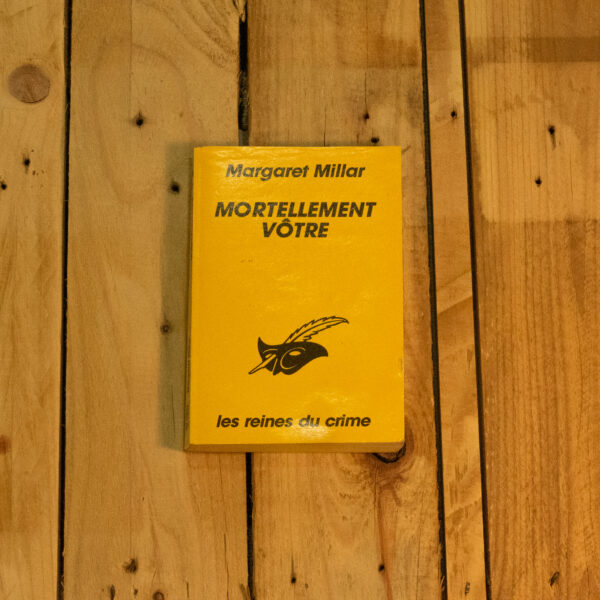 Margaret Millar
MORTELLEMENT
VÔTRE
les reines du crime